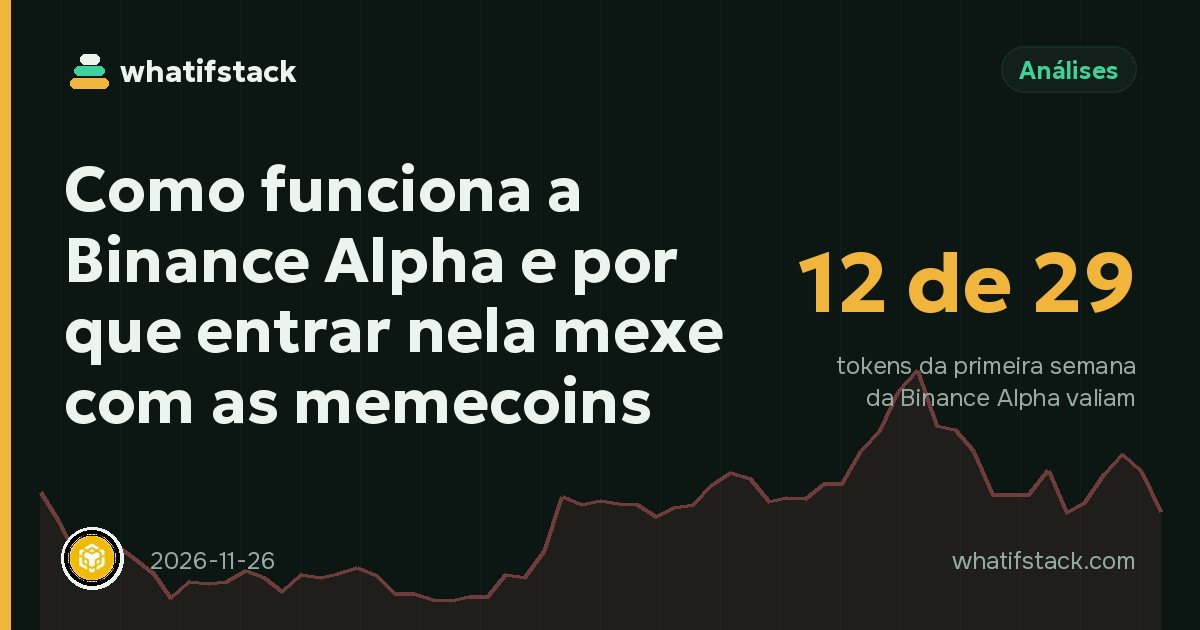 whatifstack
Análises
Como funciona a
Binance Alpha e por
que entrar nela mexe
com as memecoins
12 de 29
tokens da primeira semana
da Binance Alpha valiam
2026-11-26
whatifstack.com